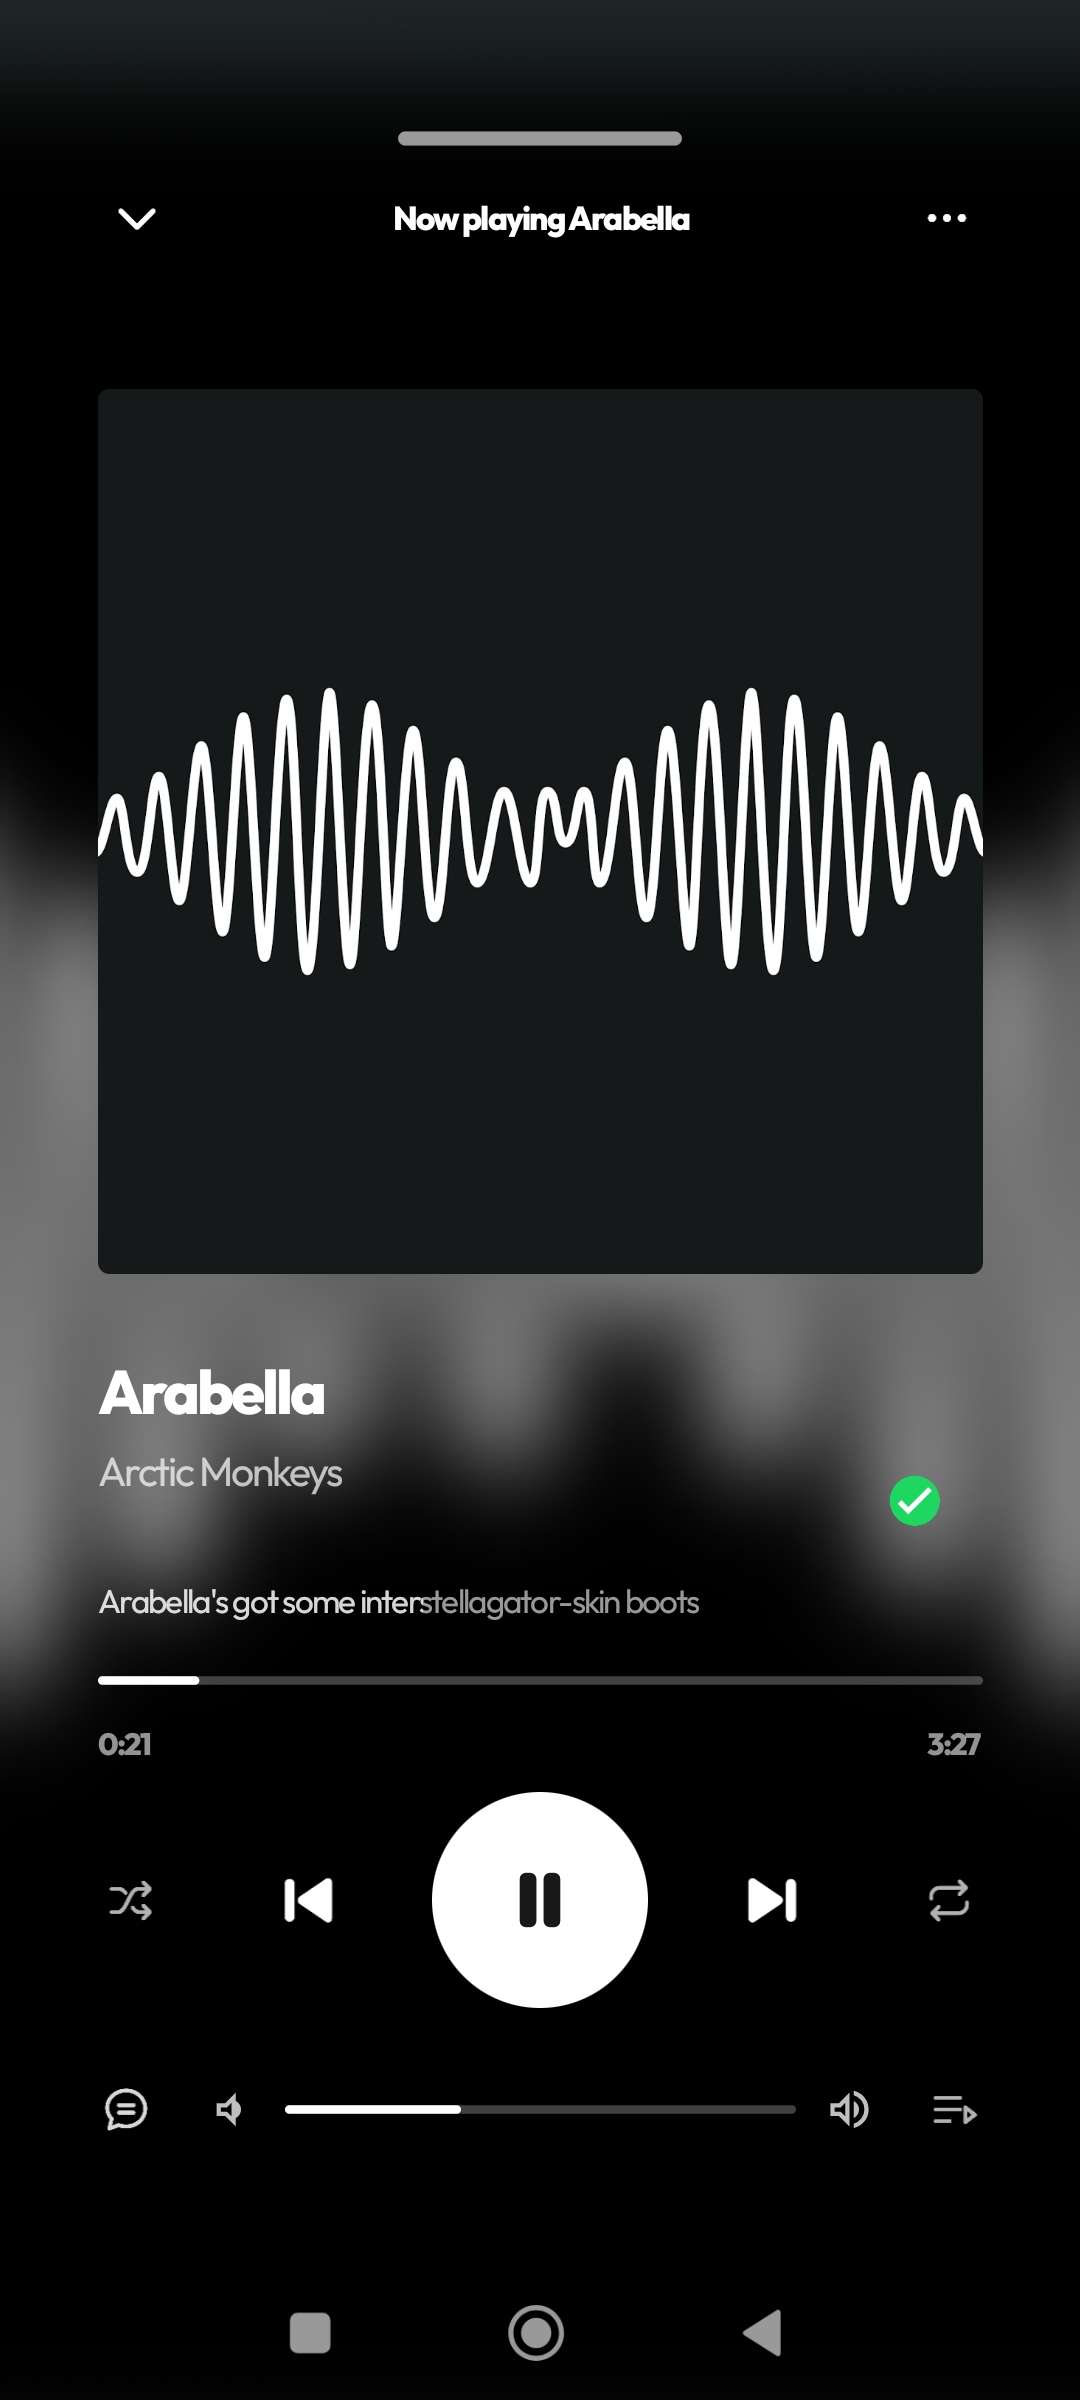 Now playing Arabella
Arabella
Arctic Monkeys
Arabella's got some interstellagator-skin boots
0:21
3:27